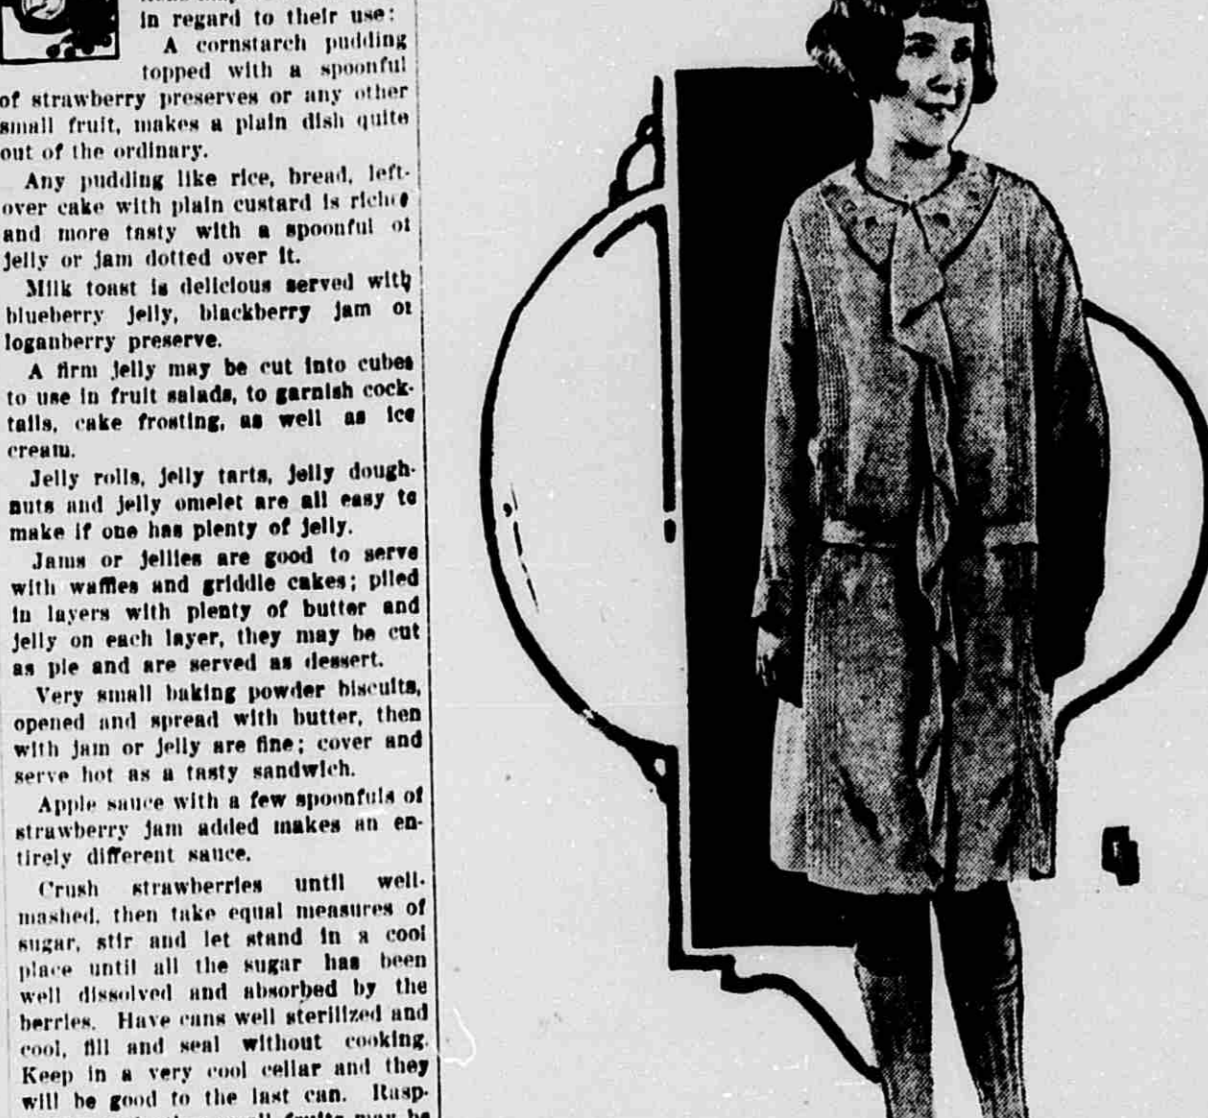 in regard to their use:
A cornstarch pudding
topped with a spoonful
of strawberry preserves or any other
small fruit, makes a plain dish quite
out of the ordinary.
Any pudding like rice, bread, left-
over cake with plain custard is riche
and more tasty with a spoonful of
jelly or jam dotted over it.
Milk toast is delicious served with
blueberry jelly, blackberry jam or
loganberry preserve.
A firm jelly may be cut into cubes
to use in fruit salads, to garnish cock-
tails, cake frosting, as well as ice
cream.
Jelly rolls, jelly tarts, jelly dough-
nuts and jelly omelet are all easy to
make if one has plenty of jelly.
Jams or jellies are good to serve
with waffles and griddle cakes; piled
in layers with plenty of butter and
jelly on each layer, they may be cut
as pie and are served as dessert.
Very small baking powder biscuits,
opened and spread with butter, then
with jam or jelly are fine; cover and
serve hot as a tasty sandwich.
Apple sauce with a few spoonfuls of
strawberry jam added makes an en-
tirely different sauce.
Crush strawberries until well-
mashed, then take equal measures of
sugar, stir and let stand in a cool
place until all the sugar has been
well dissolved and absorbed by the
berries. Have cans well sterilized and
cool, fill and seal without cooking.
Keep in a very cool cellar and they
will be good to the last can. Rasp-
fruits may be